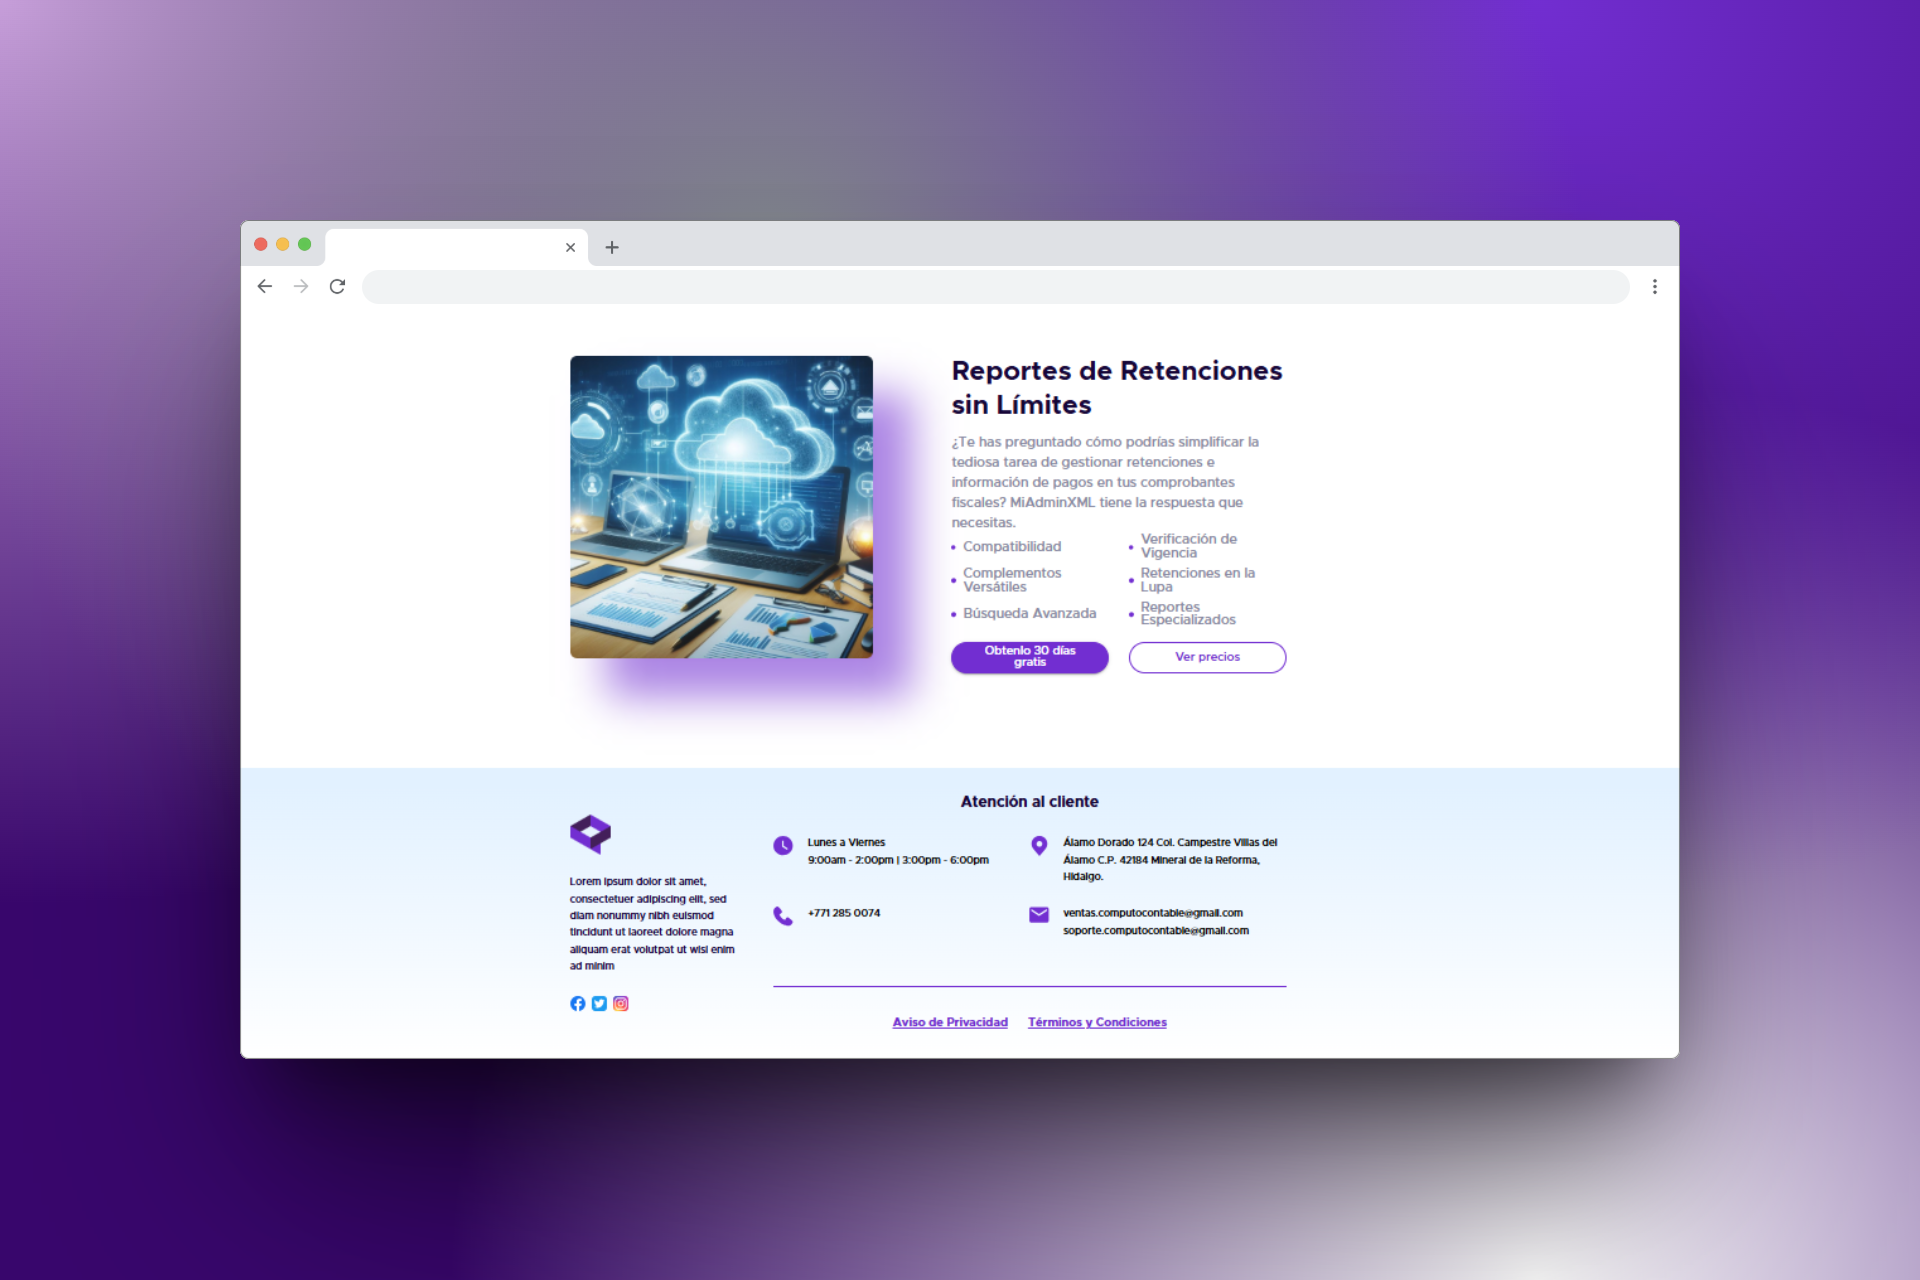 Reportes de Retenciones
sin Límites
¿Te has preguntado cómo podrías simplificar la
tediosa tarea de gestionar retenciones e
información de pagos en tus comprobantes
fiscales? MiAdminXML tiene la respuesta que
necesitas.
Compatibilidad
Verificación de
Vigencia
Complementos
Versátiles
Retenciones en la
Lupa
Búsqueda Avanzada
Reportes
Especializados
Obtenlo 30 días
gratis
Ver precios
Atención al cliente
Lorem ipsum dolor sit amet,
consectetuer adipiscing elit, sed
diam nonummy nibh euismod
tincidunt ut laoreet dolore magna
aliquam erat volutpat ut wisi enim
ad minim
Lunes a Viernes
9:00am - 2:00pm | 3:00pm - 6:00pm
Álamo Dorado 124 Col. Campestre Villas del
Álamo C.P. 42184 Mineral de la Reforma,
Hidalgo.
+771 285 0074
ventas.computocontable@gmail.com
soporte.computocontable@gmail.com
Aviso de Privacidad
Términos y Condiciones